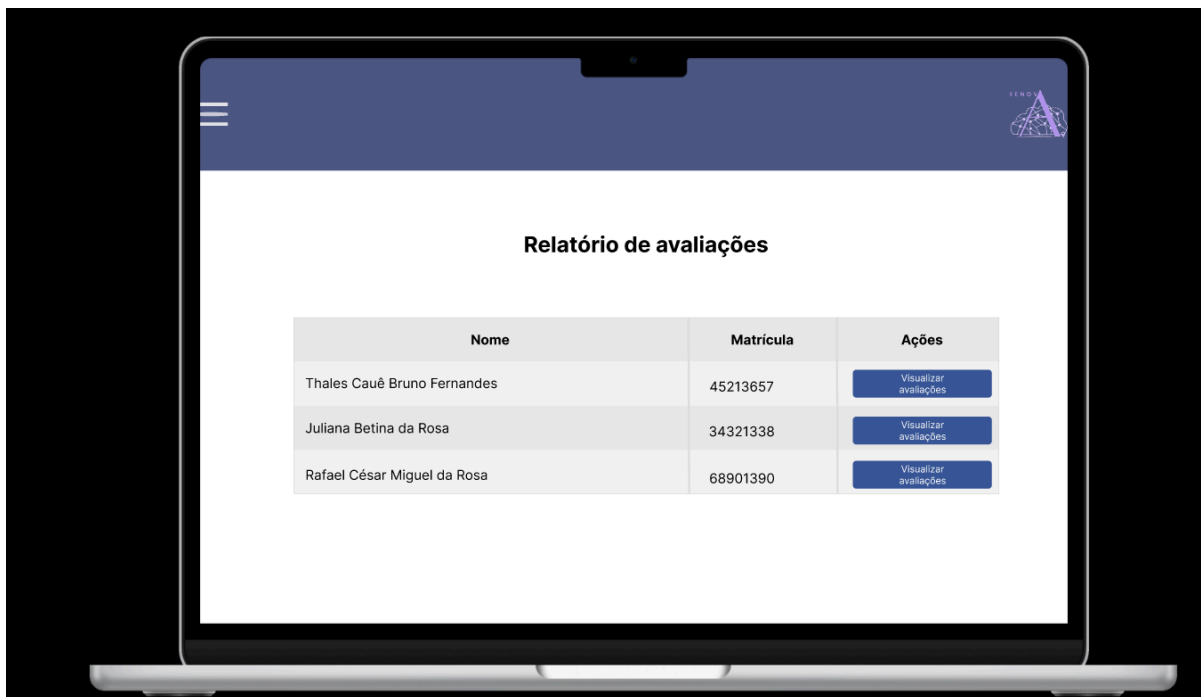 SENOVA
Relatório de avaliações
Nome Matrícula Ações
Thales Cauê Bruno Fernandes 45213657 Visualizar
avaliações
Juliana Betina da Rosa 34321338 Visualizar
avaliações
Rafael César Miguel da Rosa 68901390 Visualizar
avaliações